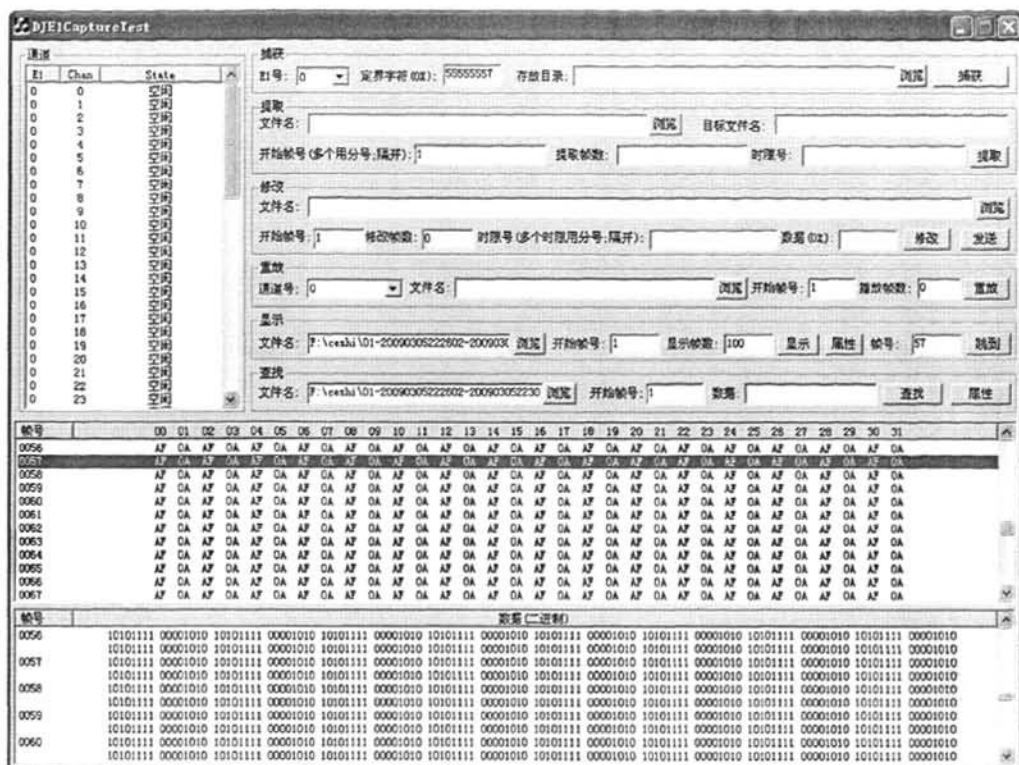 DJE1CaptureTest
通道
E1 Chan State
0 0 空闲
0 1 空闲
0 2 空闲
0 3 空闲
0 4 空闲
0 5 空闲
0 6 空闲
0 7 空闲
0 8 空闲
0 9 空闲
0 10 空闲
0 11 空闲
0 12 空闲
0 13 空闲
0 14 空闲
0 15 空闲
0 16 空闲
0 17 空闲
0 18 空闲
0 19 空闲
0 20 空闲
0 21 空闲
0 22 空闲
0 23 空闲
捕获
E1号: 0 定界字符(0X): 55555557 存放目录: 浏览 捕获
提取
文件名: 浏览 目标文件名:
开始帧号(多个用分号;隔开): 1 提取帧数: 时隙号: 提取
修改
文件名: 浏览
开始帧号: 1 修改帧数: 0 时隙号(多个时隙用分号;隔开): 数据(0X): 修改 发送
重放
通道号: 0 文件名: 浏览 开始帧号: 1 播放帧数: 0 重放
显示
文件名: F:\ceshi\01-20090305222602-200903( 浏览 开始帧号: 1 显示帧数: 100 显示 属性 帧号: 57 跳到
查找
文件名: F:\ceshi\01-20090305222602-200903052230 浏览 开始帧号: 1 数据: 查找 属性
帧号 00 01 02 03 04 05 06 07 08 09 10 11 12 13 14 15 16 17 18 19 20 21 22 23 24 25 26 27 28 29 30 31
0056 AF 0A AF 0A AF 0A AF 0A AF 0A AF 0A AF 0A AF 0A AF 0A AF 0A AF 0A AF 0A AF 0A AF 0A AF 0A AF 0A
0057 AF 0A AF 0A AF 0A AF 0A AF 0A AF 0A AF 0A AF 0A AF 0A AF 0A AF 0A AF 0A AF 0A AF 0A AF 0A AF 0A
0058 AF 0A AF 0A AF 0A AF 0A AF 0A AF 0A AF 0A AF 0A AF 0A AF 0A AF 0A AF 0A AF 0A AF 0A AF 0A AF 0A
0059 AF 0A AF 0A AF 0A AF 0A AF 0A AF 0A AF 0A AF 0A AF 0A AF 0A AF 0A AF 0A AF 0A AF 0A AF 0A AF 0A
0060 AF 0A AF 0A AF 0A AF 0A AF 0A AF 0A AF 0A AF 0A AF 0A AF 0A AF 0A AF 0A AF 0A AF 0A AF 0A AF 0A
0061 AF 0A AF 0A AF 0A AF 0A AF 0A AF 0A AF 0A AF 0A AF 0A AF 0A AF 0A AF 0A AF 0A AF 0A AF 0A AF 0A
0062 AF 0A AF 0A AF 0A AF 0A AF 0A AF 0A AF 0A AF 0A AF 0A AF 0A AF 0A AF 0A AF 0A AF 0A AF 0A AF 0A
0063 AF 0A AF 0A AF 0A AF 0A AF 0A AF 0A AF 0A AF 0A AF 0A AF 0A AF 0A AF 0A AF 0A AF 0A AF 0A AF 0A
0064 AF 0A AF 0A AF 0A AF 0A AF 0A AF 0A AF 0A AF 0A AF 0A AF 0A AF 0A AF 0A AF 0A AF 0A AF 0A AF 0A
0065 AF 0A AF 0A AF 0A AF 0A AF 0A AF 0A AF 0A AF 0A AF 0A AF 0A AF 0A AF 0A AF 0A AF 0A AF 0A AF 0A
0066 AF 0A AF 0A AF 0A AF 0A AF 0A AF 0A AF 0A AF 0A AF 0A AF 0A AF 0A AF 0A AF 0A AF 0A AF 0A AF 0A
0067 AF 0A AF 0A AF 0A AF 0A AF 0A AF 0A AF 0A AF 0A AF 0A AF 0A AF 0A AF 0A AF 0A AF 0A AF 0A AF 0A
帧号 数据(二进制)
0056 10101111 00001010 10101111 00001010 10101111 00001010 10101111 00001010 10101111 00001010 10101111 00001010 10101111 00001010 10101111 00001010
10101111 00001010 10101111 00001010 10101111 00001010 10101111 00001010 10101111 00001010 10101111 00001010 10101111 00001010 10101111 00001010
0057 10101111 00001010 10101111 00001010 10101111 00001010 10101111 00001010 10101111 00001010 10101111 00001010 10101111 00001010 10101111 00001010
10101111 00001010 10101111 00001010 10101111 00001010 10101111 00001010 10101111 00001010 10101111 00001010 10101111 00001010 10101111 00001010
0058 10101111 00001010 10101111 00001010 10101111 00001010 10101111 00001010 10101111 00001010 10101111 00001010 10101111 00001010 10101111 00001010
10101111 00001010 10101111 00001010 10101111 00001010 10101111 00001010 10101111 00001010 10101111 00001010 10101111 00001010 10101111 00001010
0059 10101111 00001010 10101111 00001010 10101111 00001010 10101111 00001010 10101111 00001010 10101111 00001010 10101111 00001010 10101111 00001010
10101111 00001010 10101111 00001010 10101111 00001010 10101111 00001010 10101111 00001010 10101111 00001010 10101111 00001010 10101111 00001010
0060 10101111 00001010 10101111 00001010 10101111 00001010 10101111 00001010 10101111 00001010 10101111 00001010 10101111 00001010 10101111 00001010
10101111 00001010 10101111 00001010 10101111 00001010 10101111 00001010 10101111 00001010 10101111 00001010 10101111 00001010 10101111 00001010